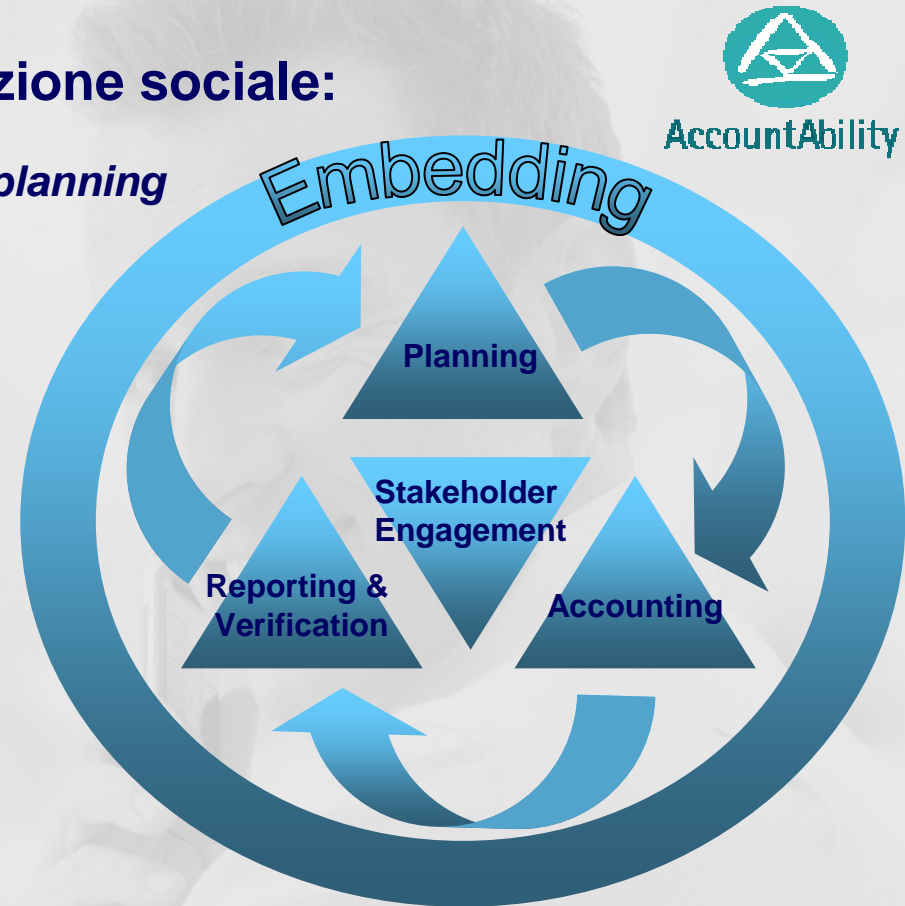 zione sociale:
AccountAbility
planning
Embedding
Planning
Stakeholder
Engagement
Reporting &
Verification
Accounting